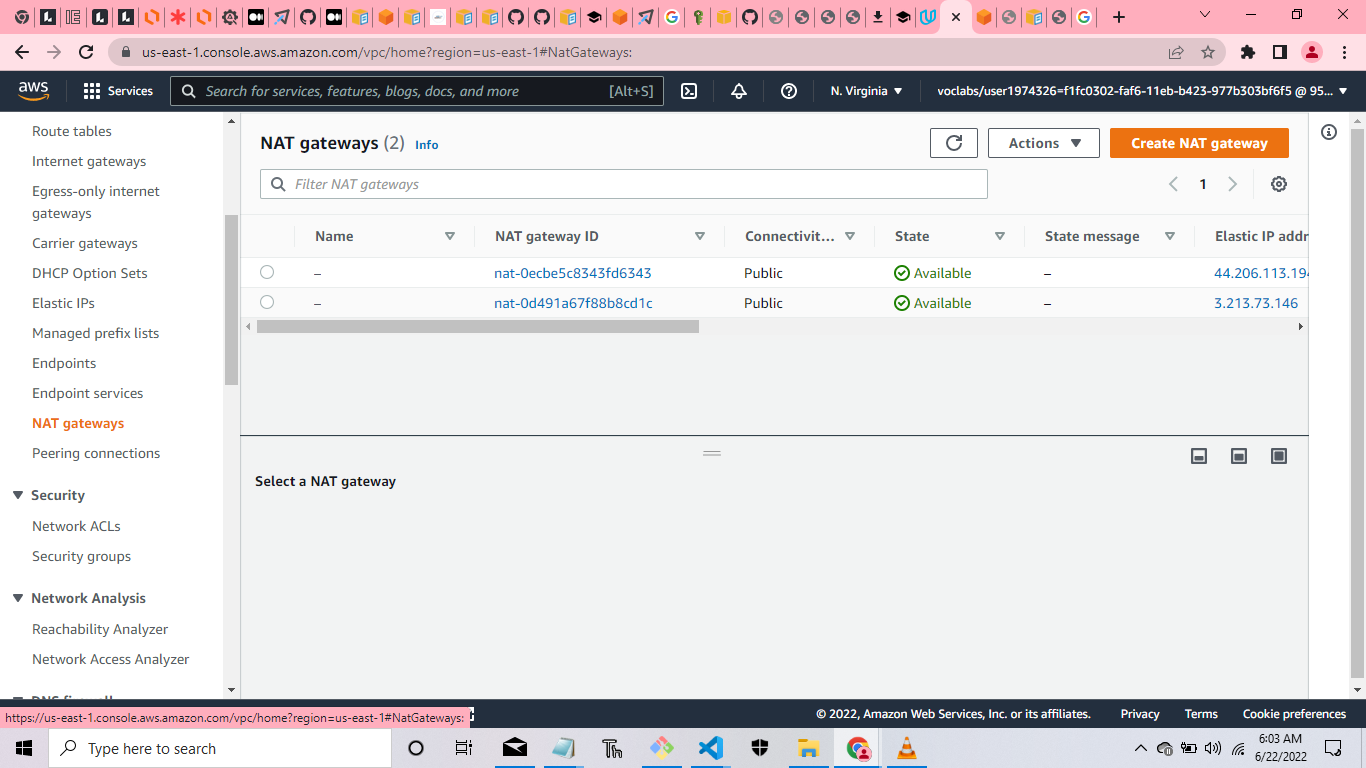 us-east-1.console.aws.amazon.com/vpc/home?region=us-east-1#NatGateways:
aws
Services
Search for services, features, blogs, docs, and more
[Alt+S]
N. Virginia
voclabs/user1974326=f1fc0302-faf6-11eb-b423-977b303bf6f5 @ 95...
Route tables
Internet gateways
Egress-only internet
gateways
Carrier gateways
DHCP Option Sets
Elastic IPs
Managed prefix lists
Endpoints
Endpoint services
NAT gateways
Peering connections
Security
Network ACLs
Security groups
Network Analysis
Reachability Analyzer
Network Access Analyzer
DNS firewall
NAT gateways (2) Info
Actions
Create NAT gateway
Filter NAT gateways
1
Name NAT gateway ID Connectivit... State State message Elastic IP addr
– nat-0ecbe5c8343fd6343 Public Available – 44.206.113.194
– nat-0d491a67f88b8cd1c Public Available – 3.213.73.146
Select a NAT gateway
https://us-east-1.console.aws.amazon.com/vpc/home?region=us-east-1#NatGateways:
© 2022, Amazon Web Services, Inc. or its affiliates.
Privacy
Terms
Cookie preferences
Type here to search
6:03 AM
6/22/2022